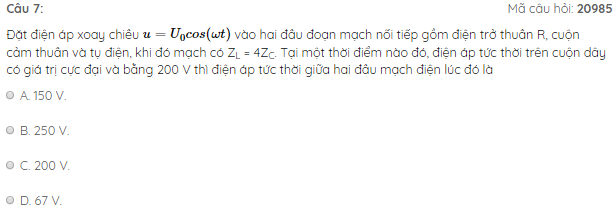 Câu 7:
Mã câu hỏi: 20985
Đặt điện áp xoay chiều u = U₀cos(ωt) vào hai đầu đoạn mạch nối tiếp gồm điện trở thuần R, cuộn
cảm thuần và tụ điện, khi đó mạch có Z_L = 4Z_C. Tại một thời điểm nào đó, điện áp tức thời trên cuộn dây
có giá trị cực đại và bằng 200 V thì điện áp tức thời giữa hai đầu mạch điện lúc đó là
A. 150 V.
B. 250 V.
C. 200 V.
D. 67 V.